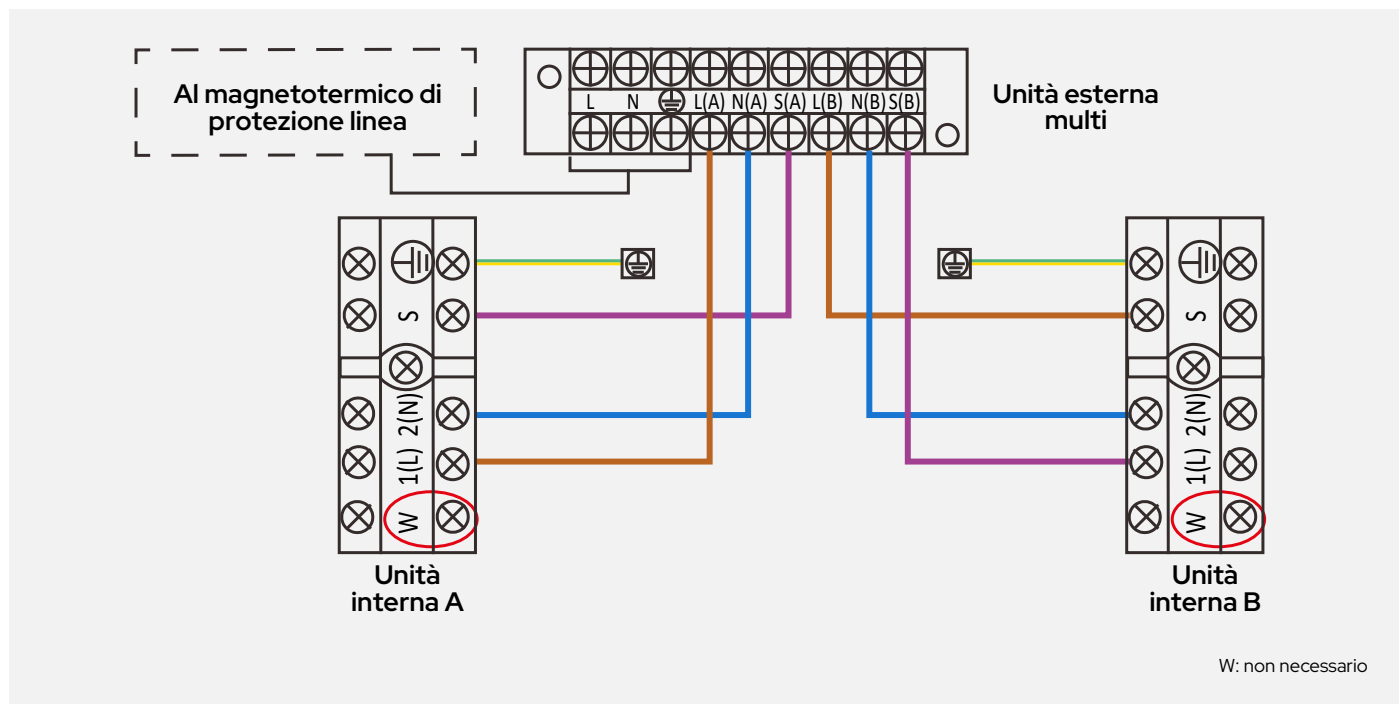 Al magnetotermico di
protezione linea
L N L(A) N(A) S(A) L(B) N(B) S(B)
Unità esterna
multi
S
2(N)
1(L)
W
Unità
interna A
S
2(N)
1(L)
W
Unità
interna B
W: non necessario